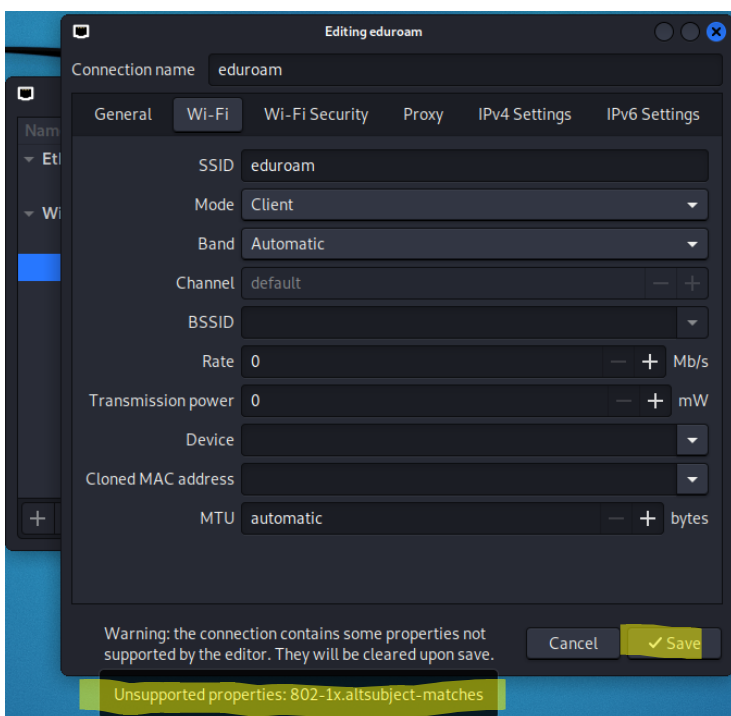 Editing eduroam
Connection name eduroam
General Wi-Fi Wi-Fi Security Proxy IPv4 Settings IPv6 Settings
Nam
Eth
SSID eduroam
Wi
Mode Client
Band Automatic
Channel default
BSSID
Rate 0 Mb/s
Transmission power 0 mW
Device
Cloned MAC address
MTU automatic bytes
Warning: the connection contains some properties not
supported by the editor. They will be cleared upon save.
Cancel Save
Unsupported properties: 802-1x.altsubject-matches